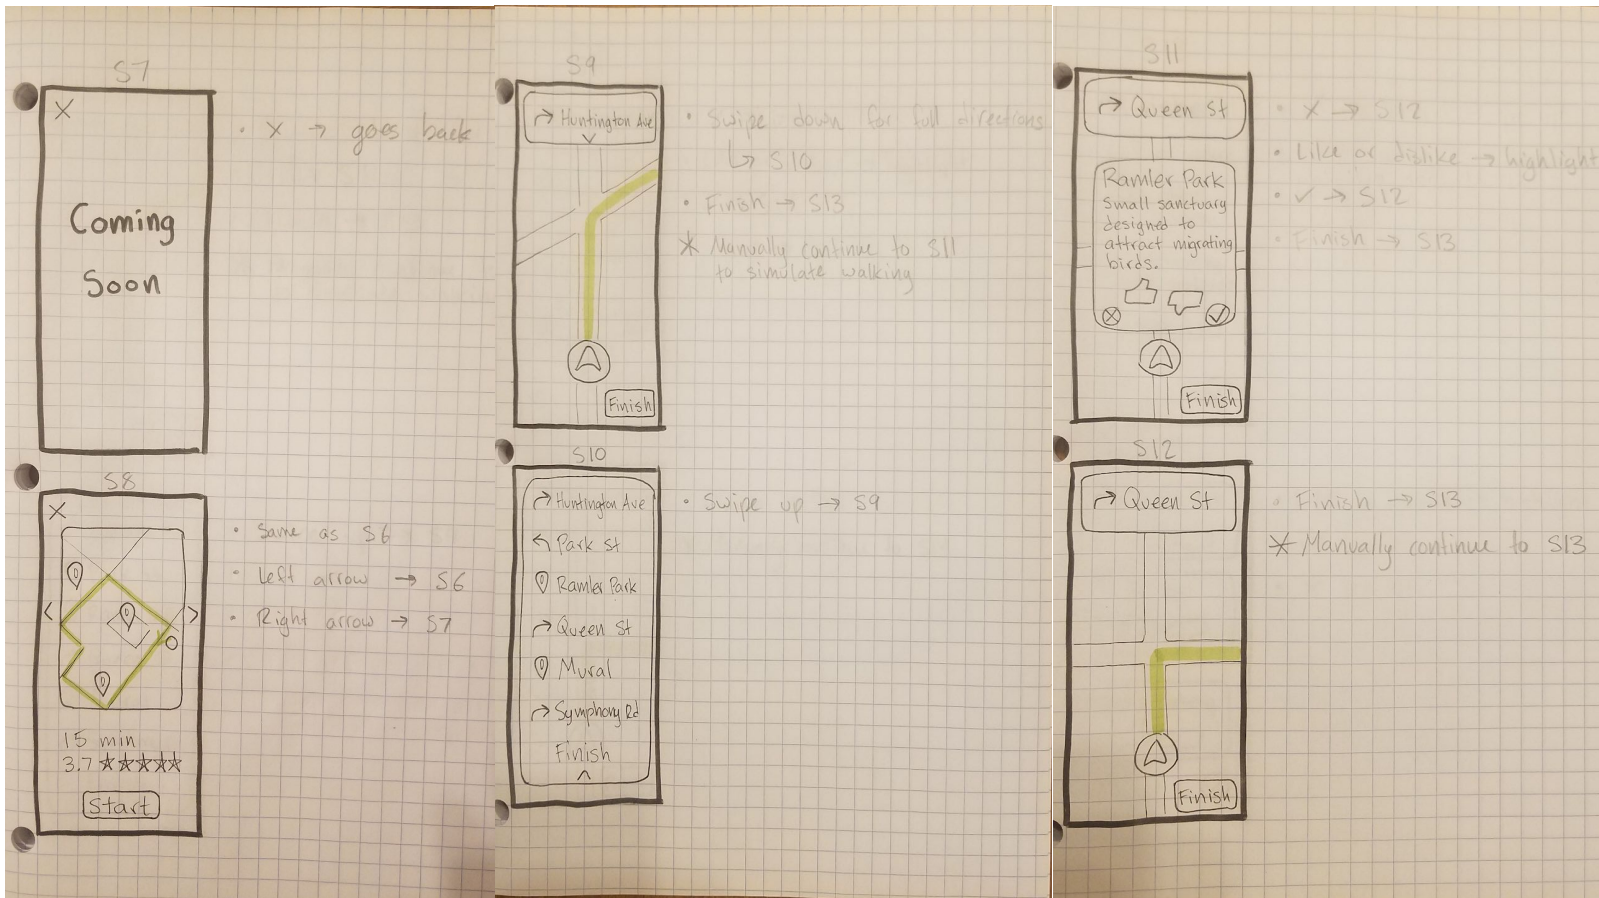 S7
X
Coming
Soon
• X → goes back
S8
X
< >
15 min
3.7 ★★★★★
Start
• Same as S6
• Left arrow → S6
• Right arrow → S7
S9
Huntington Ave
Finish
• Swipe down for full directions
↳ S10
• Finish → S13
* Manually continue to S11
to simulate walking
S10
Huntington Ave
Park St
Ramler Park
Queen St
Mural
Symphony Rd
Finish
• Swipe up → S9
S11
Queen St
Ramler Park
Small sanctuary
designed to
attract migrating
birds.
Finish
• X → S12
• Like or dislike → highlight
• ✓ → S12
• Finish → S13
S12
Queen St
Finish
• Finish → S13
* Manually continue to S13